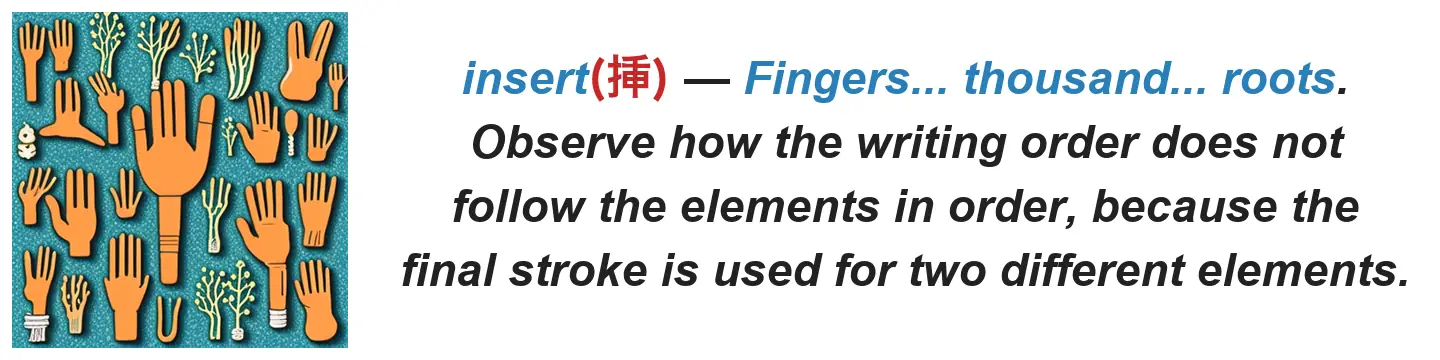 insert(挿) — Fingers... thousand... roots.
Observe how the writing order does not
follow the elements in order, because the
final stroke is used for two different elements.